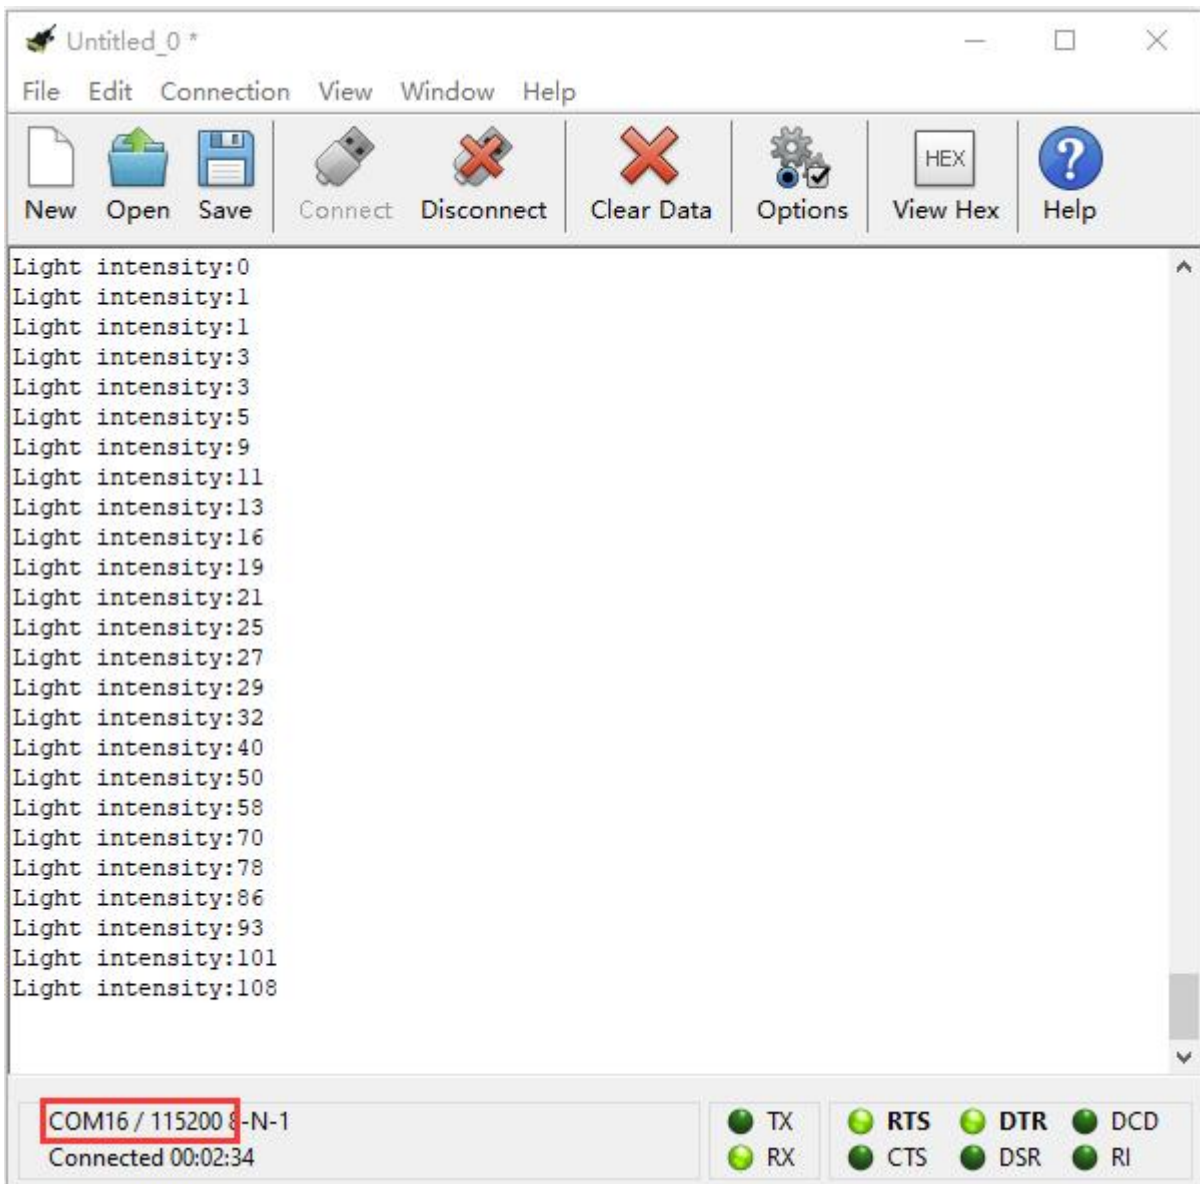 Untitled_0 *
File Edit Connection View Window Help
New Open Save Connect Disconnect Clear Data Options HEX View Hex ? Help
Light intensity:0
Light intensity:1
Light intensity:1
Light intensity:3
Light intensity:3
Light intensity:5
Light intensity:9
Light intensity:11
Light intensity:13
Light intensity:16
Light intensity:19
Light intensity:21
Light intensity:25
Light intensity:27
Light intensity:29
Light intensity:32
Light intensity:40
Light intensity:50
Light intensity:58
Light intensity:70
Light intensity:78
Light intensity:86
Light intensity:93
Light intensity:101
Light intensity:108
COM16 / 115200 8-N-1 TX RTS DTR DCD
Connected 00:02:34 RX CTS DSR RI